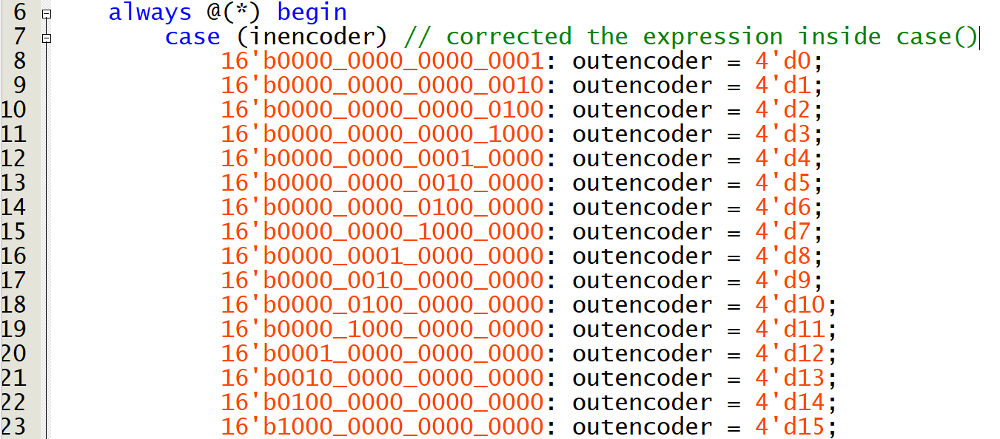 6 always @(*) begin
7 case (inencoder) // corrected the expression inside case()
8 16'b0000_0000_0000_0001: outencoder = 4'd0;
9 16'b0000_0000_0000_0010: outencoder = 4'd1;
10 16'b0000_0000_0000_0100: outencoder = 4'd2;
11 16'b0000_0000_0000_1000: outencoder = 4'd3;
12 16'b0000_0000_0001_0000: outencoder = 4'd4;
13 16'b0000_0000_0010_0000: outencoder = 4'd5;
14 16'b0000_0000_0100_0000: outencoder = 4'd6;
15 16'b0000_0000_1000_0000: outencoder = 4'd7;
16 16'b0000_0001_0000_0000: outencoder = 4'd8;
17 16'b0000_0010_0000_0000: outencoder = 4'd9;
18 16'b0000_0100_0000_0000: outencoder = 4'd10;
19 16'b0000_1000_0000_0000: outencoder = 4'd11;
20 16'b0001_0000_0000_0000: outencoder = 4'd12;
21 16'b0010_0000_0000_0000: outencoder = 4'd13;
22 16'b0100_0000_0000_0000: outencoder = 4'd14;
23 16'b1000_0000_0000_0000: outencoder = 4'd15;